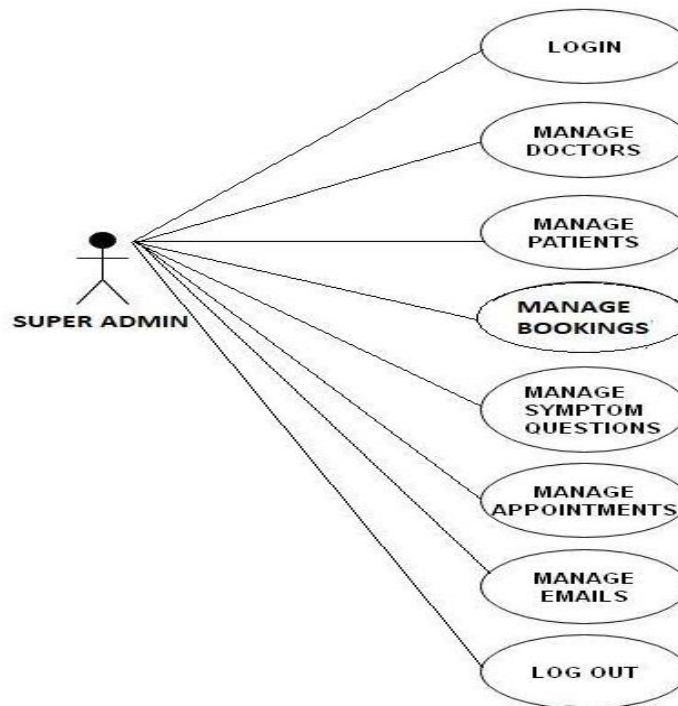 LOGIN
MANAGE
DOCTORS
MANAGE
PATIENTS
SUPER ADMIN
MANAGE
BOOKINGS
MANAGE
SYMPTOM
QUESTIONS
MANAGE
APPOINTMENTS
MANAGE
EMAILS
LOG OUT